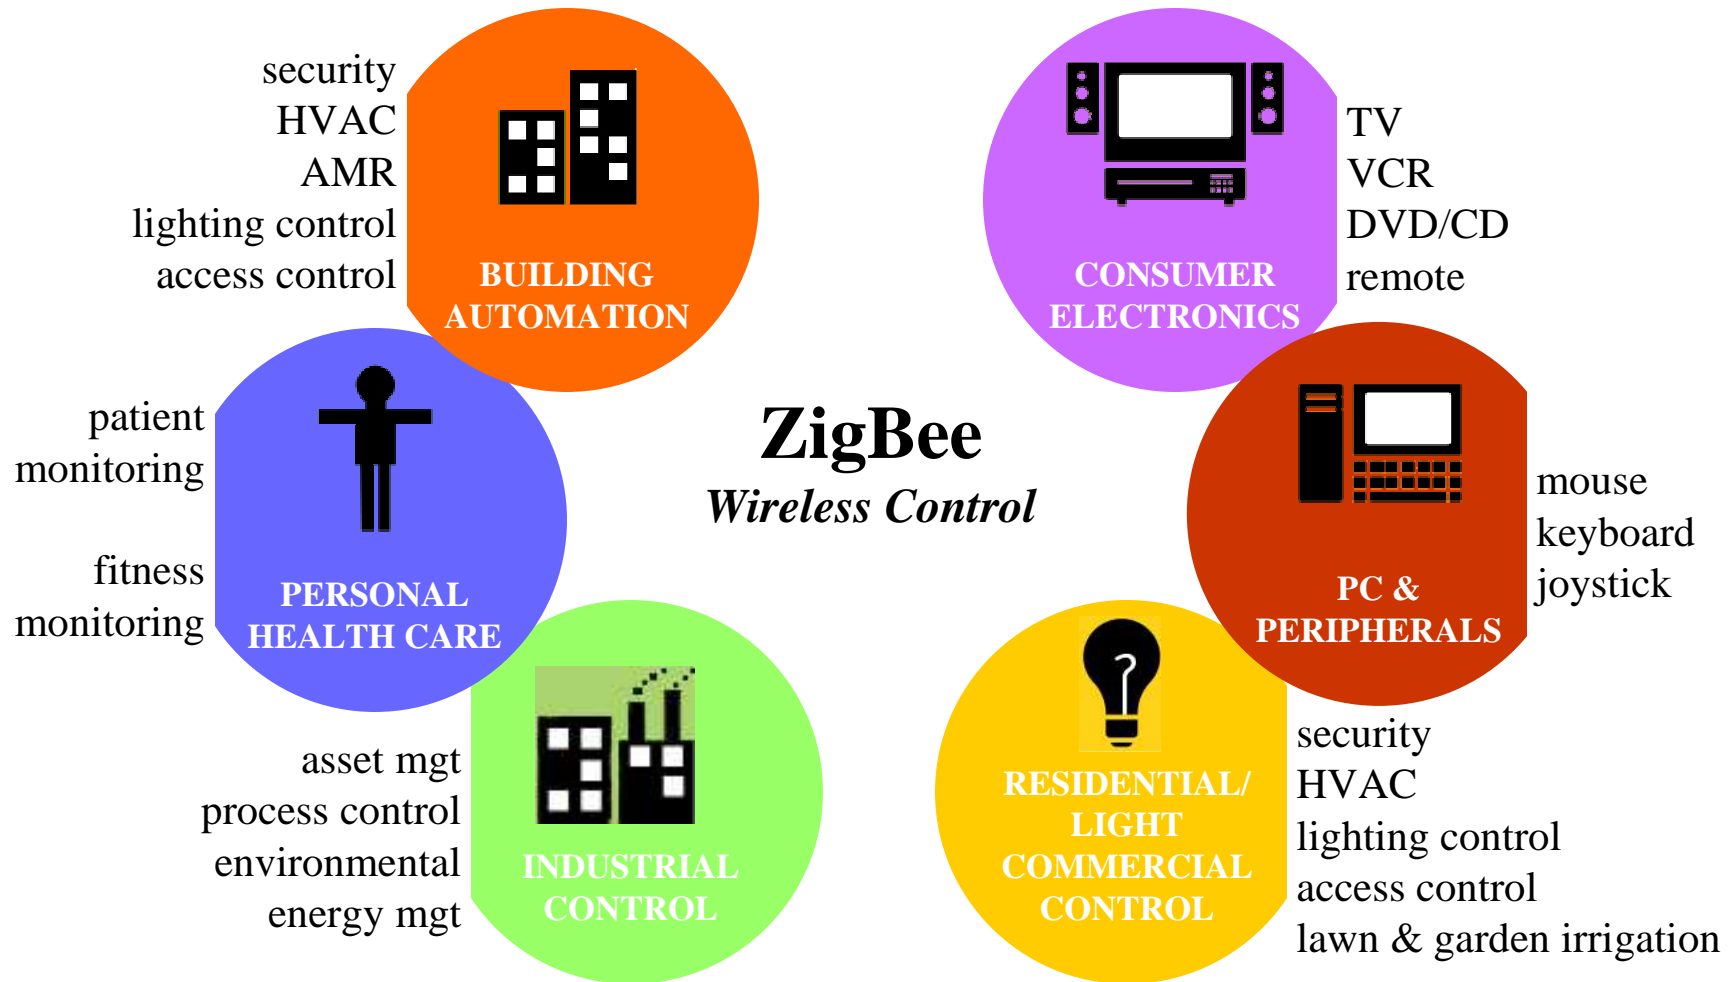 security
HVAC
AMR
lighting control
access control
BUILDING
AUTOMATION
CONSUMER
ELECTRONICS
TV
VCR
DVD/CD
remote
patient
monitoring
fitness
monitoring
PERSONAL
HEALTH CARE
ZigBee
Wireless Control
PC &
PERIPHERALS
mouse
keyboard
joystick
asset mgt
process control
environmental
energy mgt
INDUSTRIAL
CONTROL
RESIDENTIAL/
LIGHT
COMMERCIAL
CONTROL
security
HVAC
lighting control
access control
lawn & garden irrigation